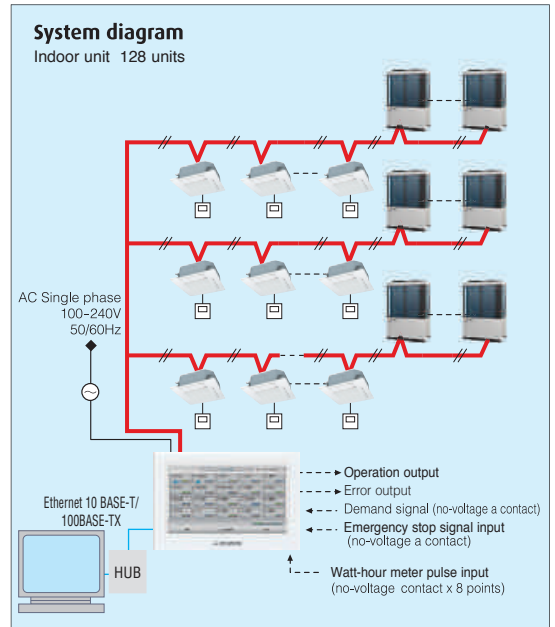 System diagram
Indoor unit 128 units
AC Single phase
100-240V
50/60Hz
Ethernet 10 BASE-T/
100BASE-TX
HUB
Operation output
Error output
Demand signal (no-voltage a contact)
Emergency stop signal input
(no-voltage a contact)
Watt-hour meter pulse input
(no-voltage contact x 8 points)